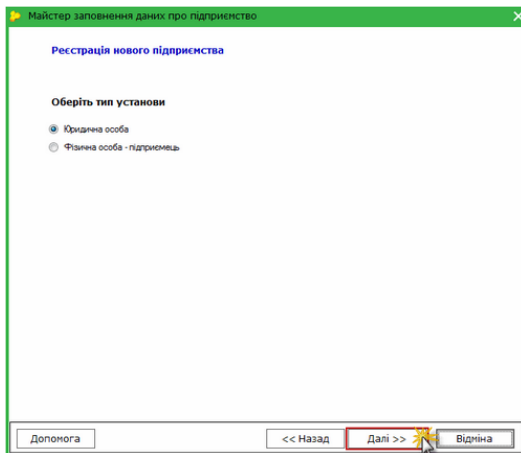 Майстер заповнення даних про підприємство
Реєстрація нового підприємства
Оберіть тип установи
Юридична особа
Фізична особа - підприємець
Допомога
<< Назад
Далі >>
Відміна